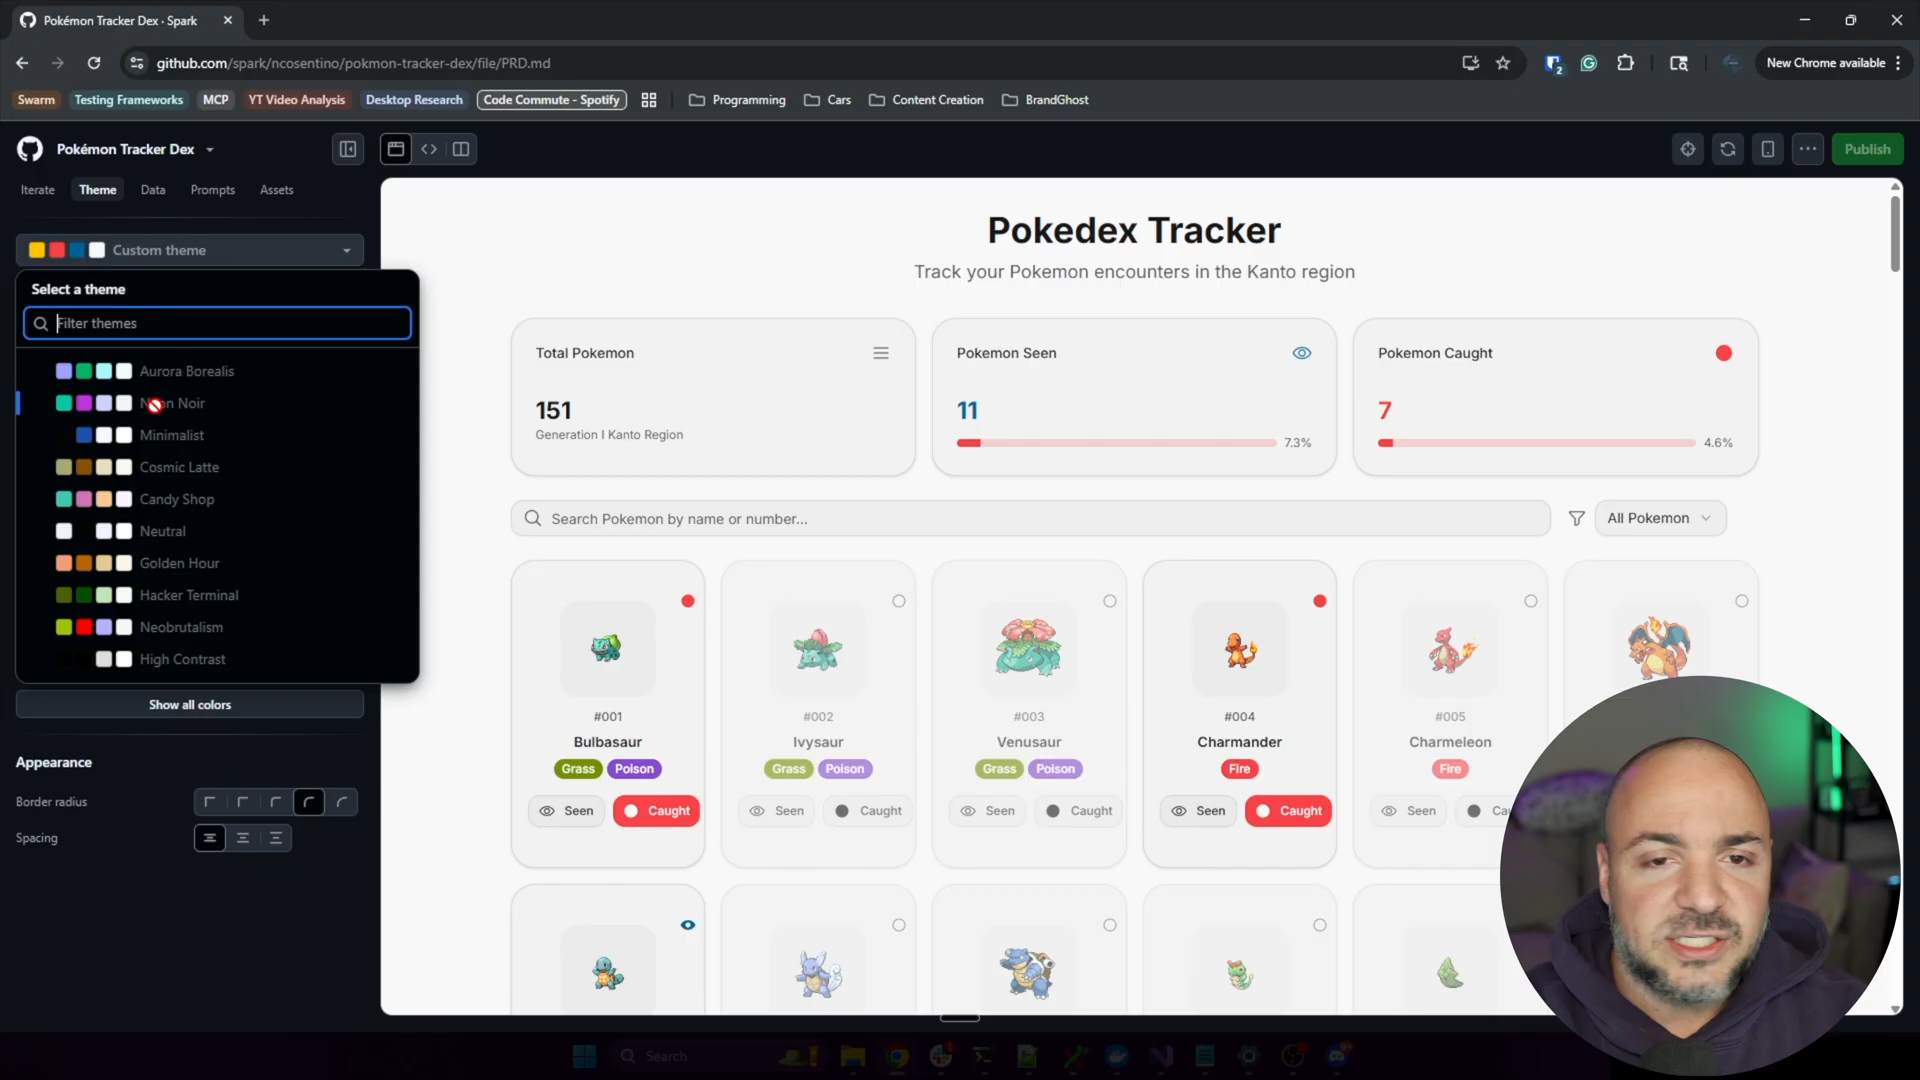 Pokémon Tracker Dex · Spark
github.com/spark/ncosentino/pokmon-tracker-dex/file/PRD.md
New Chrome available
Swarm
Testing Frameworks
MCP
YT Video Analysis
Desktop Research
Code Commute - Spotify
Programming
Cars
Content Creation
BrandGhost
Pokémon Tracker Dex
Publish
Iterate
Theme
Data
Prompts
Assets
Custom theme
Select a theme
Filter themes
Aurora Borealis
Noir
Minimalist
Cosmic Latte
Candy Shop
Neutral
Golden Hour
Hacker Terminal
Neobrutalism
High Contrast
Show all colors
Appearance
Border radius
Spacing
Pokedex Tracker
Track your Pokemon encounters in the Kanto region
Total Pokemon
151
Generation I Kanto Region
Pokemon Seen
11
7.3%
Pokemon Caught
7
4.6%
Search Pokemon by name or number...
All Pokemon
#001
Bulbasaur
Grass Poison
Seen Caught
#002
Ivysaur
Grass Poison
Seen Caught
#003
Venusaur
Grass Poison
Seen Caught
#004
Charmander
Fire
Seen Caught
#005
Charmeleon
Fire
Seen
Search
2